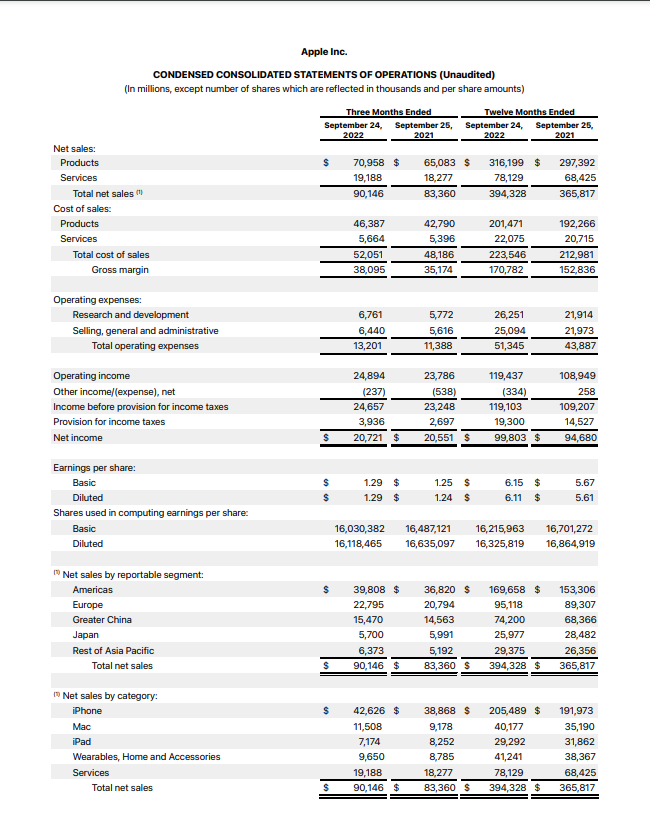 Apple Inc.
CONDENSED CONSOLIDATED STATEMENTS OF OPERATIONS (Unaudited)
(In millions, except number of shares which are reflected in thousands and per share amounts)
Three Months Ended Twelve Months Ended
September 24, 2022 September 25, 2021 September 24, 2022 September 25, 2021
Net sales:
Products $ 70,958 $ 65,083 $ 316,199 $ 297,392
Services 19,188 18,277 78,129 68,425
Total net sales (1) 90,146 83,360 394,328 365,817
Cost of sales:
Products 46,387 42,790 201,471 192,266
Services 5,664 5,396 22,075 20,715
Total cost of sales 52,051 48,186 223,546 212,981
Gross margin 38,095 35,174 170,782 152,836
Operating expenses:
Research and development 6,761 5,772 26,251 21,914
Selling, general and administrative 6,440 5,616 25,094 21,973
Total operating expenses 13,201 11,388 51,345 43,887
Operating income 24,894 23,786 119,437 108,949
Other income/(expense), net (237) (538) (334) 258
Income before provision for income taxes 24,657 23,248 119,103 109,207
Provision for income taxes 3,936 2,697 19,300 14,527
Net income $ 20,721 $ 20,551 $ 99,803 $ 94,680
Earnings per share:
Basic $ 1.29 $ 1.25 $ 6.15 $ 5.67
Diluted $ 1.29 $ 1.24 $ 6.11 $ 5.61
Shares used in computing earnings per share:
Basic 16,030,382 16,487,121 16,215,963 16,701,272
Diluted 16,118,465 16,635,097 16,325,819 16,864,919
(1) Net sales by reportable segment:
Americas $ 39,808 $ 36,820 $ 169,658 $ 153,306
Europe 22,795 20,794 95,118 89,307
Greater China 15,470 14,563 74,200 68,366
Japan 5,700 5,991 25,977 28,482
Rest of Asia Pacific 6,373 5,192 29,375 26,356
Total net sales $ 90,146 $ 83,360 $ 394,328 $ 365,817
(1) Net sales by category:
iPhone $ 42,626 $ 38,868 $ 205,489 $ 191,973
Mac 11,508 9,178 40,177 35,190
iPad 7,174 8,252 29,292 31,862
Wearables, Home and Accessories 9,650 8,785 41,241 38,367
Services 19,188 18,277 78,129 68,425
Total net sales $ 90,146 $ 83,360 $ 394,328 $ 365,817